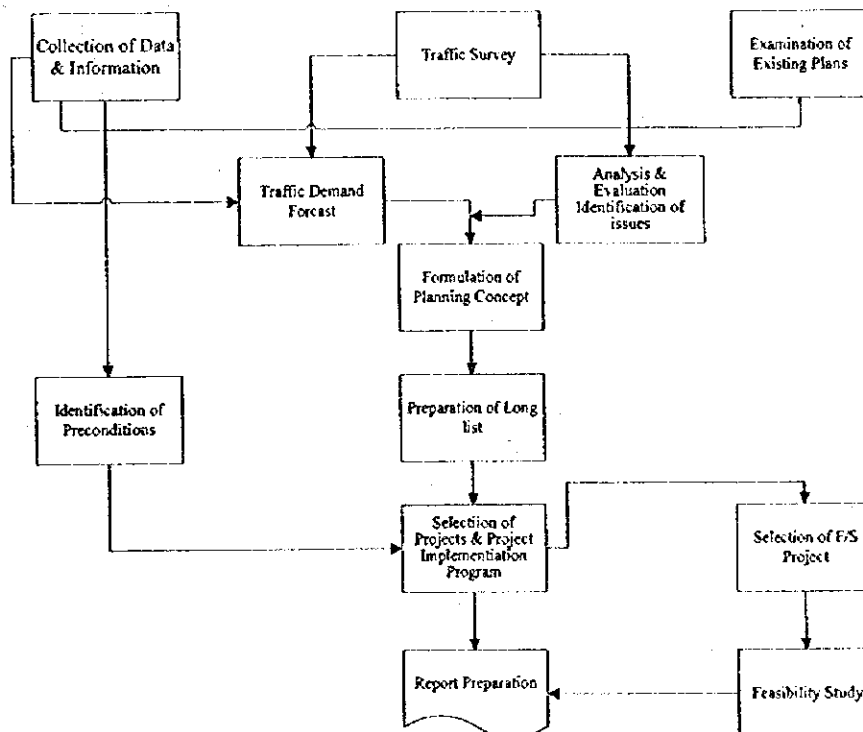 Collection of Data
& Information
Traffic Survey
Examination of
Existing Plans
Traffic Demand
Forcast
Analysis &
Evaluation
Identification of
issues
Formulation of
Planning Concept
Identification of
Preconditions
Preparation of Long
list
Selectiion of
Projects & Project
Implementiation
Program
Selection of F/S
Project
Report Preparation
Feasibility Study